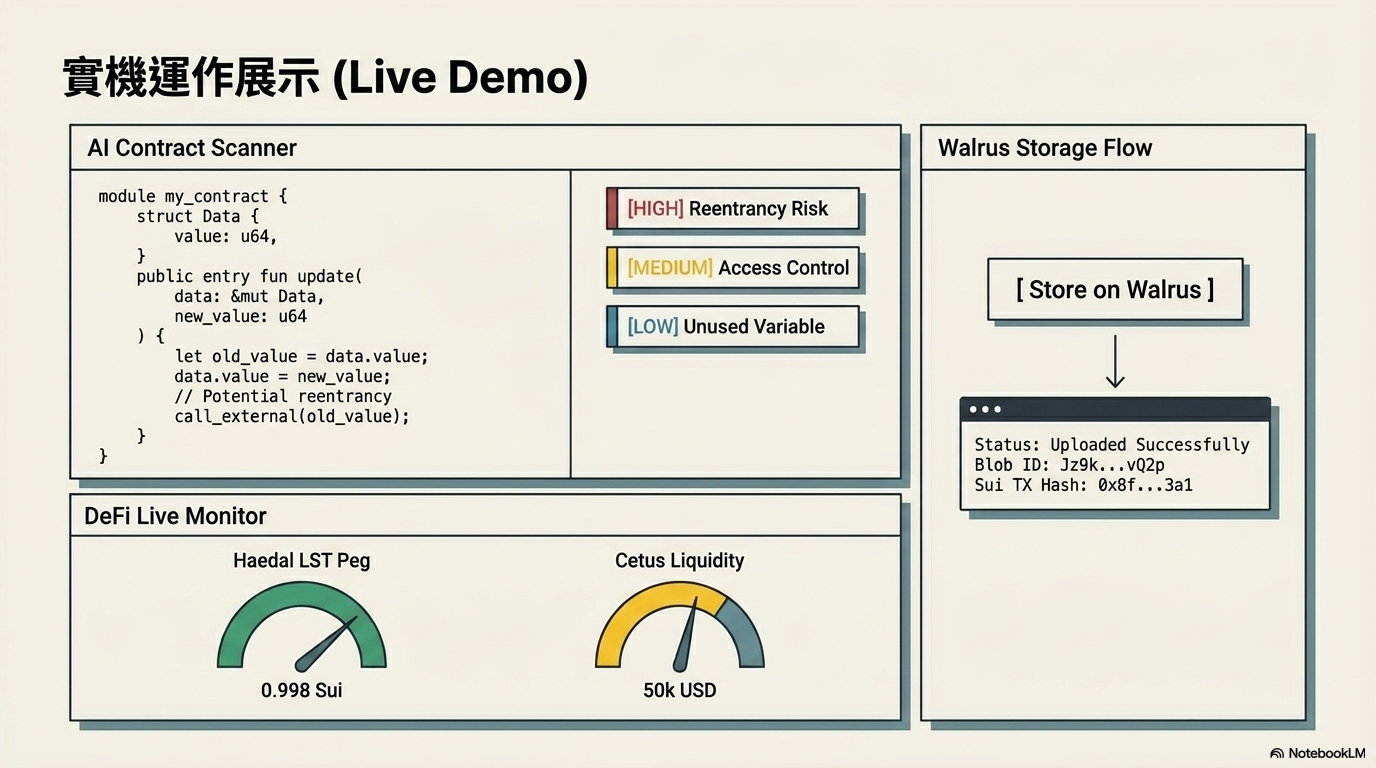 實機運作展示 (Live Demo)
AI Contract Scanner
module my_contract {
    struct Data {
        value: u64,
    }
    public entry fun update(
        data: &mut Data,
        new_value: u64
    ) {
        let old_value = data.value;
        data.value = new_value;
        // Potential reentrancy
        call_external(old_value);
    }
}
[HIGH] Reentrancy Risk
[MEDIUM] Access Control
[LOW] Unused Variable
DeFi Live Monitor
Haedal LST Peg
0.998 Sui
Cetus Liquidity
50k USD
Walrus Storage Flow
[ Store on Walrus ]
Status: Uploaded Successfully
Blob ID: Jz9k...vQ2p
Sui TX Hash: 0x8f...3a1
NotebookLM